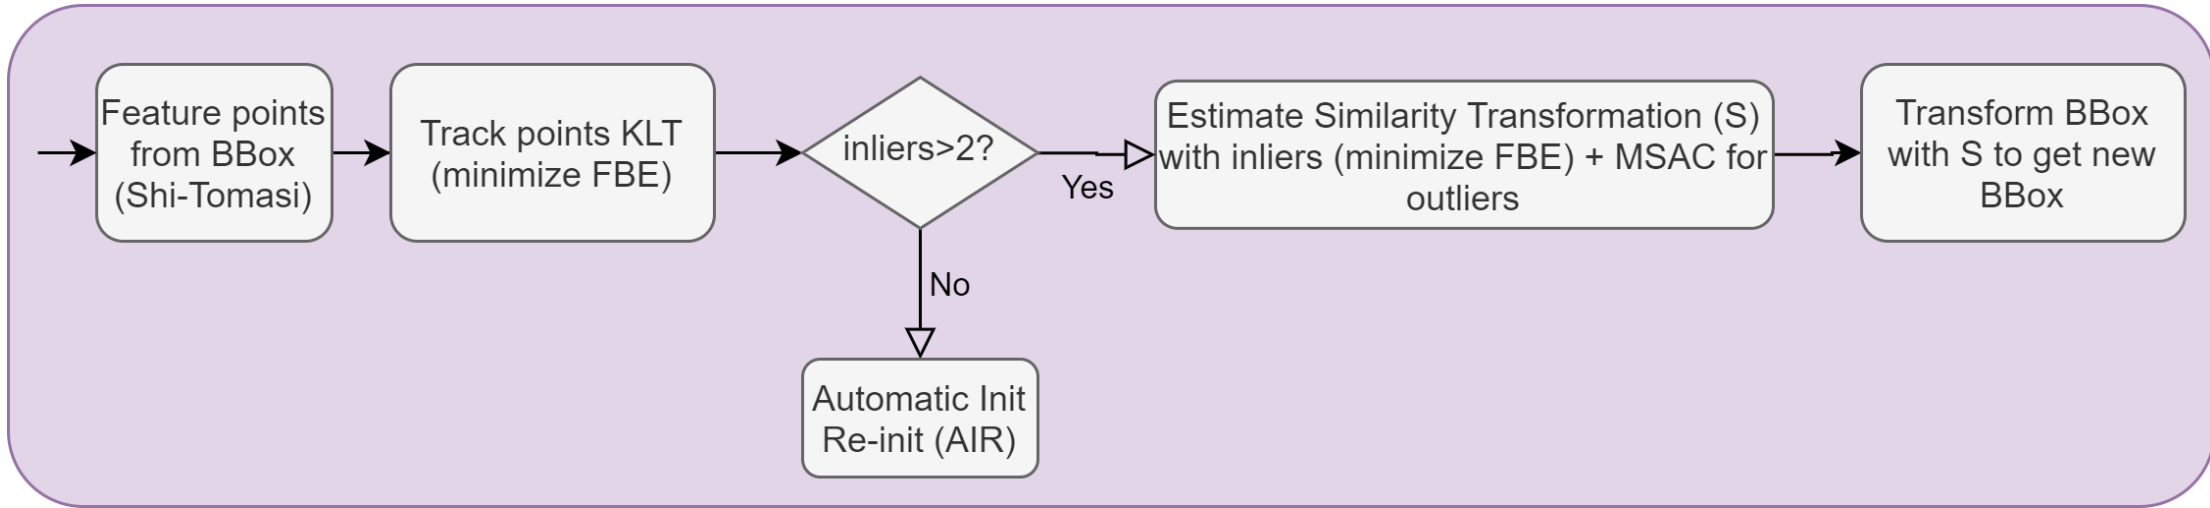 Feature points
from BBox
(Shi-Tomasi)
Track points KLT
(minimize FBE)
inliers>2?
Yes
No
Estimate Similarity Transformation (S)
with inliers (minimize FBE) + MSAC for
outliers
Transform BBox
with S to get new
BBox
Automatic Init
Re-init (AIR)